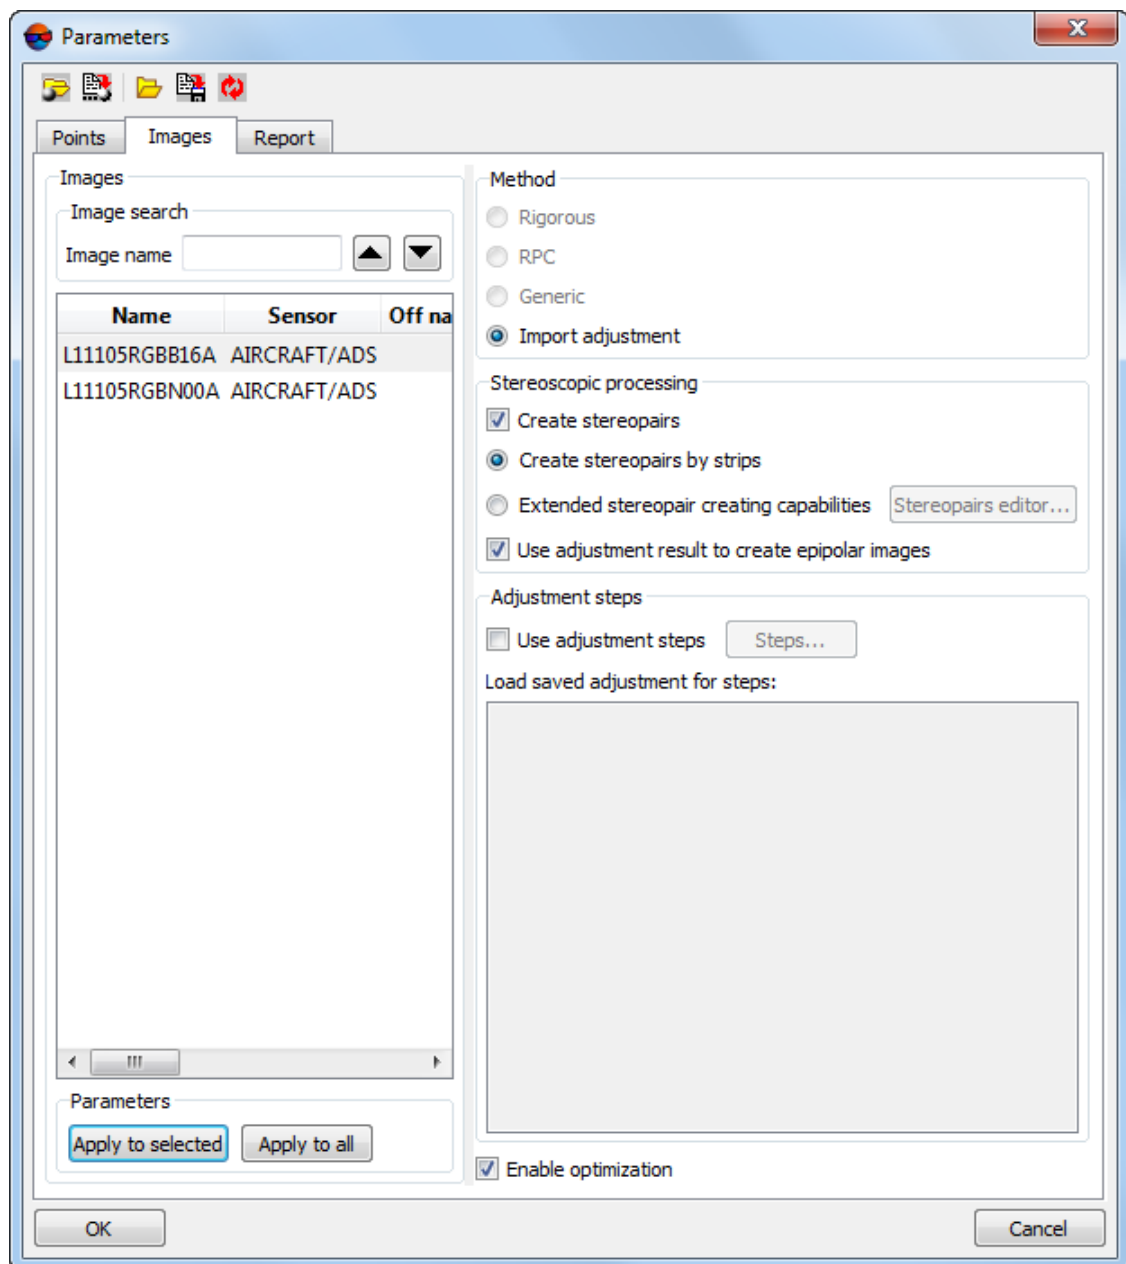 Parameters
Points Images Report
Images
Image search
Image name
Name Sensor Off na
L11105RGBB16A AIRCRAFT/ADS
L11105RGBN00A AIRCRAFT/ADS
Parameters
Apply to selected Apply to all
Method
Rigorous
RPC
Generic
Import adjustment
Stereoscopic processing
Create stereopairs
Create stereopairs by strips
Extended stereopair creating capabilities Stereopairs editor...
Use adjustment result to create epipolar images
Adjustment steps
Use adjustment steps Steps...
Load saved adjustment for steps:
Enable optimization
OK Cancel